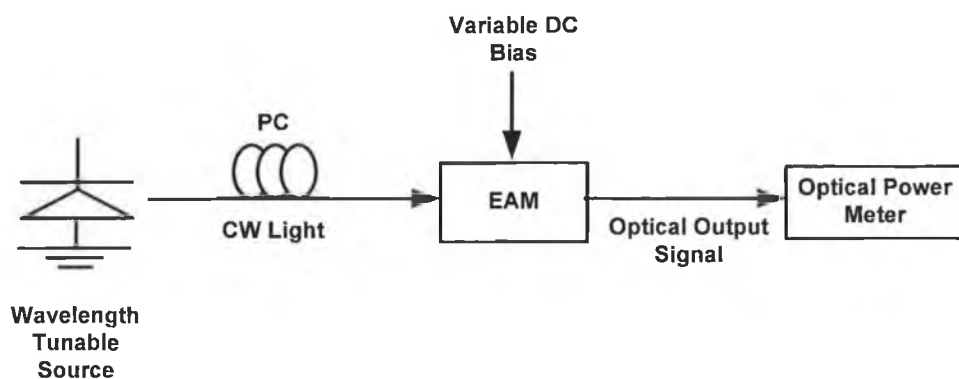 Variable DC
Bias
PC
CW Light
EAM
Optical Output
Signal
Optical Power
Meter
Wavelength
Tunable
Source